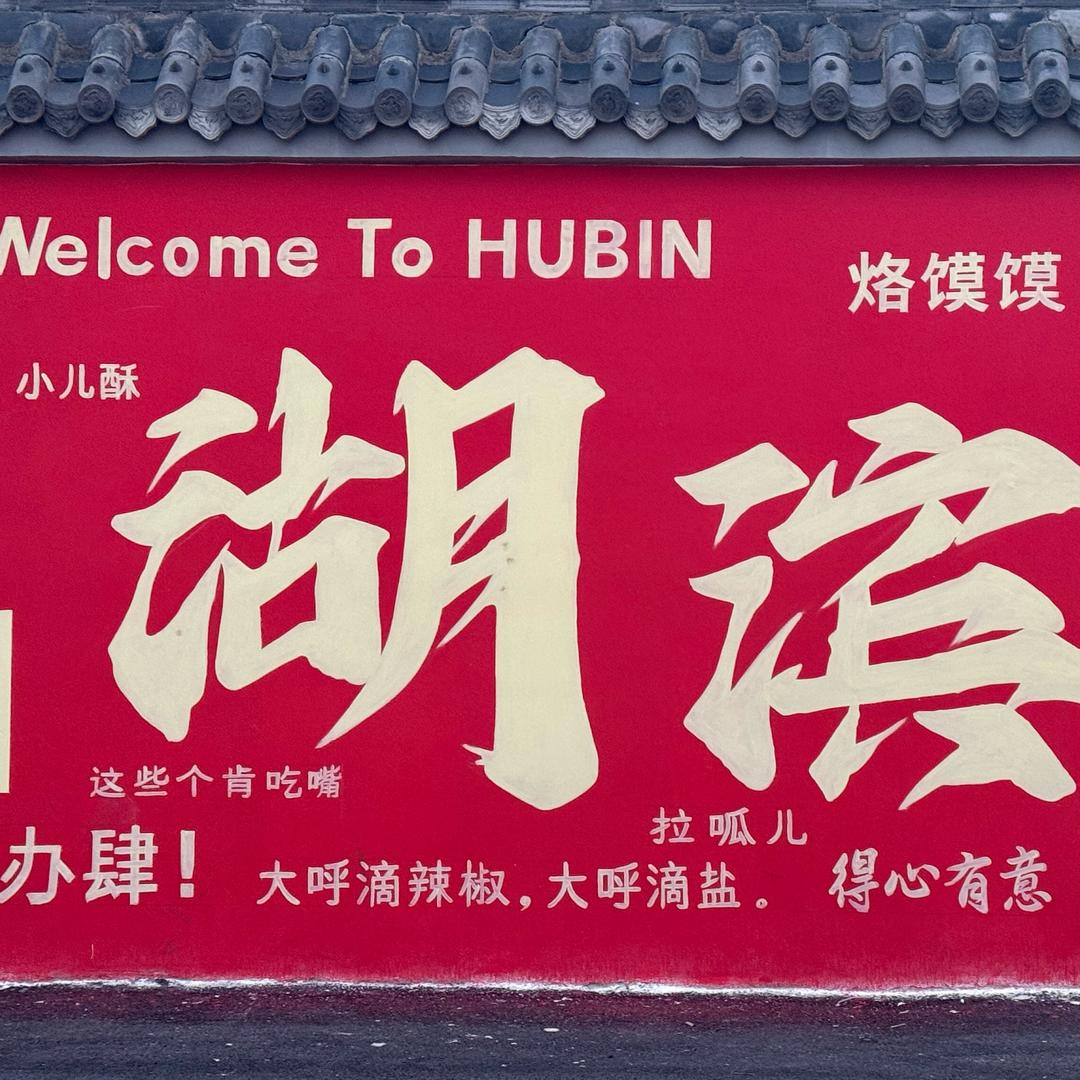 Welcome To HUBIN
烙馍馍
小儿酥
湖滨
这些个肯吃嘴
拉呱儿
办肆！
大呼滴辣椒，大呼滴盐。
得心有意